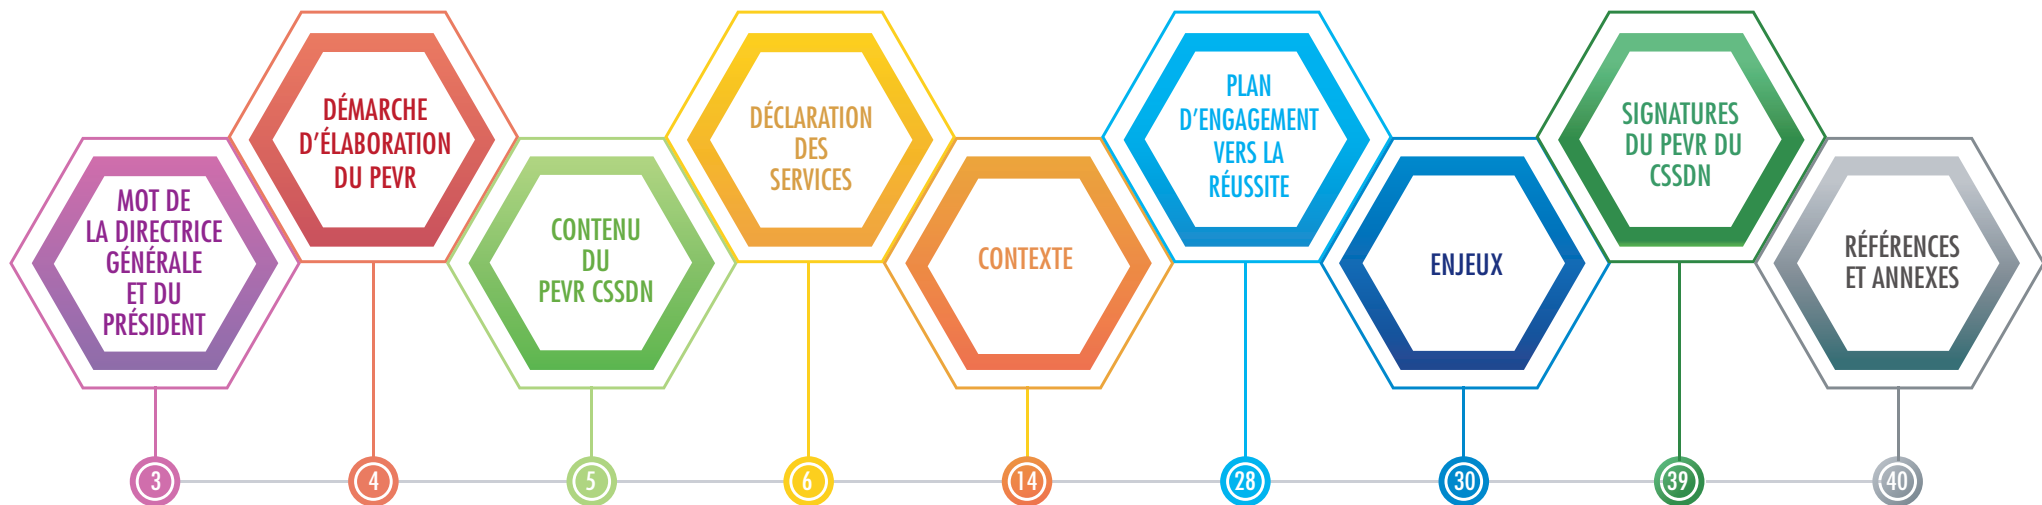 MOT DE
LA DIRECTRICE
GÉNÉRALE
ET DU
PRÉSIDENT
DÉMARCHE
D'ÉLABORATION
DU PEVR
CONTENU
DU
PEVR CSSDN
DÉCLARATION
DES
SERVICES
CONTEXTE
PLAN
D'ENGAGEMENT
VERS LA
RÉUSSITE
ENJEUX
SIGNATURES
DU PEVR DU
CSSDN
RÉFÉRENCES
ET ANNEXES
3
4
5
6
14
28
30
39
40